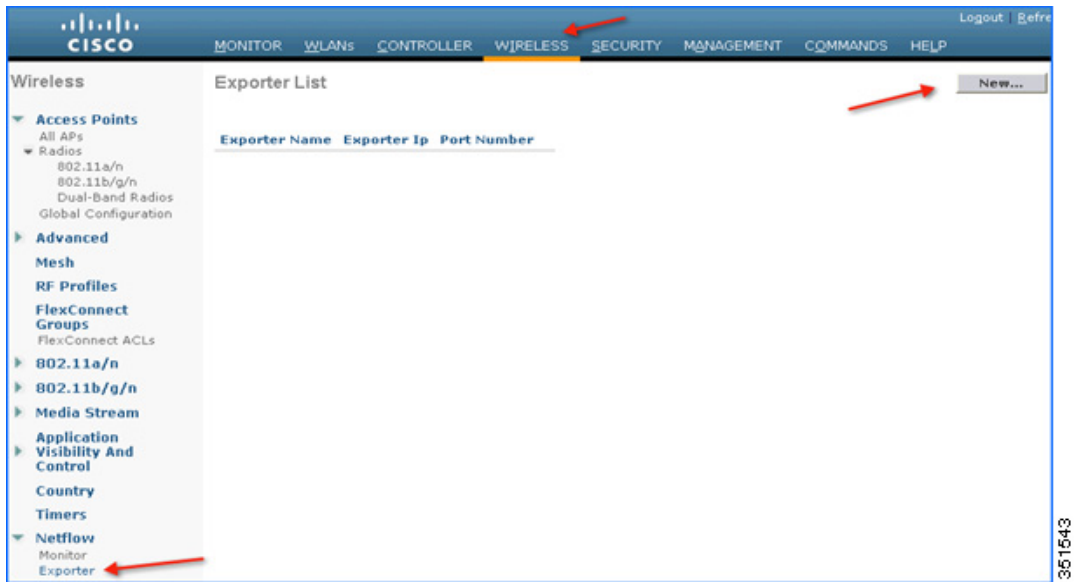 Logout | Refre
CISCO
MONITOR WLANs CONTROLLER WIRELESS SECURITY MANAGEMENT COMMANDS HELP
Wireless
Access Points
All APs
Radios
802.11a/n
802.11b/g/n
Dual-Band Radios
Global Configuration
Advanced
Mesh
RF Profiles
FlexConnect
Groups
FlexConnect ACLs
802.11a/n
802.11b/g/n
Media Stream
Application
Visibility And
Control
Country
Timers
Netflow
Monitor
Exporter
Exporter List
New...
Exporter Name Exporter Ip Port Number
351543